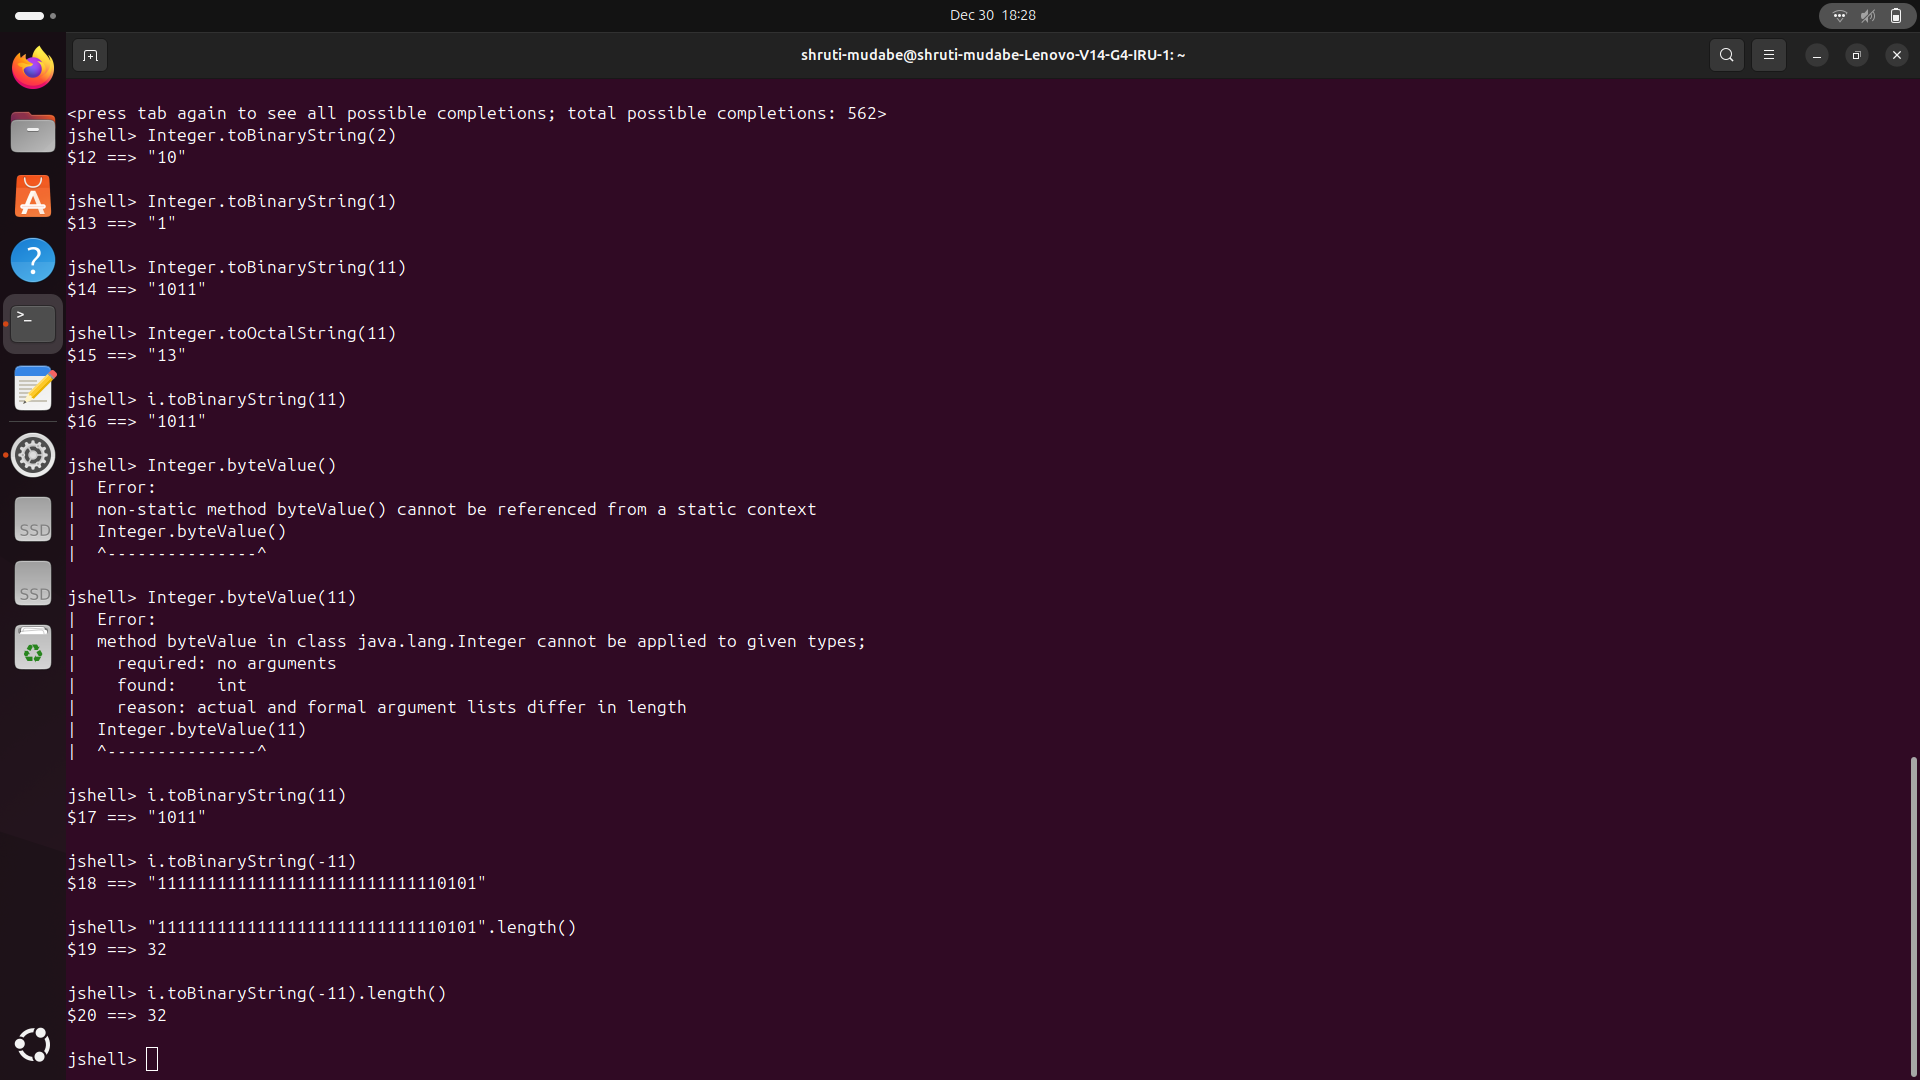 Dec 30 18:28
shruti-mudabe@shruti-mudabe-Lenovo-V14-G4-IRU-1: ~
<press tab again to see all possible completions; total possible completions: 562>
jshell> Integer.toBinaryString(2)
$12 ==> "10"
jshell> Integer.toBinaryString(1)
$13 ==> "1"
jshell> Integer.toBinaryString(11)
$14 ==> "1011"
jshell> Integer.toOctalString(11)
$15 ==> "13"
jshell> i.toBinaryString(11)
$16 ==> "1011"
jshell> Integer.byteValue()
|  Error:
|  non-static method byteValue() cannot be referenced from a static context
|  Integer.byteValue()
|  ^---------------^
jshell> Integer.byteValue(11)
|  Error:
|  method byteValue in class java.lang.Integer cannot be applied to given types;
|    required: no arguments
|    found:    int
|    reason: actual and formal argument lists differ in length
|  Integer.byteValue(11)
|  ^---------------^
jshell> i.toBinaryString(11)
$17 ==> "1011"
jshell> i.toBinaryString(-11)
$18 ==> "11111111111111111111111111110101"
jshell> "11111111111111111111111111110101".length()
$19 ==> 32
jshell> i.toBinaryString(-11).length()
$20 ==> 32
jshell>
SSD
SSD